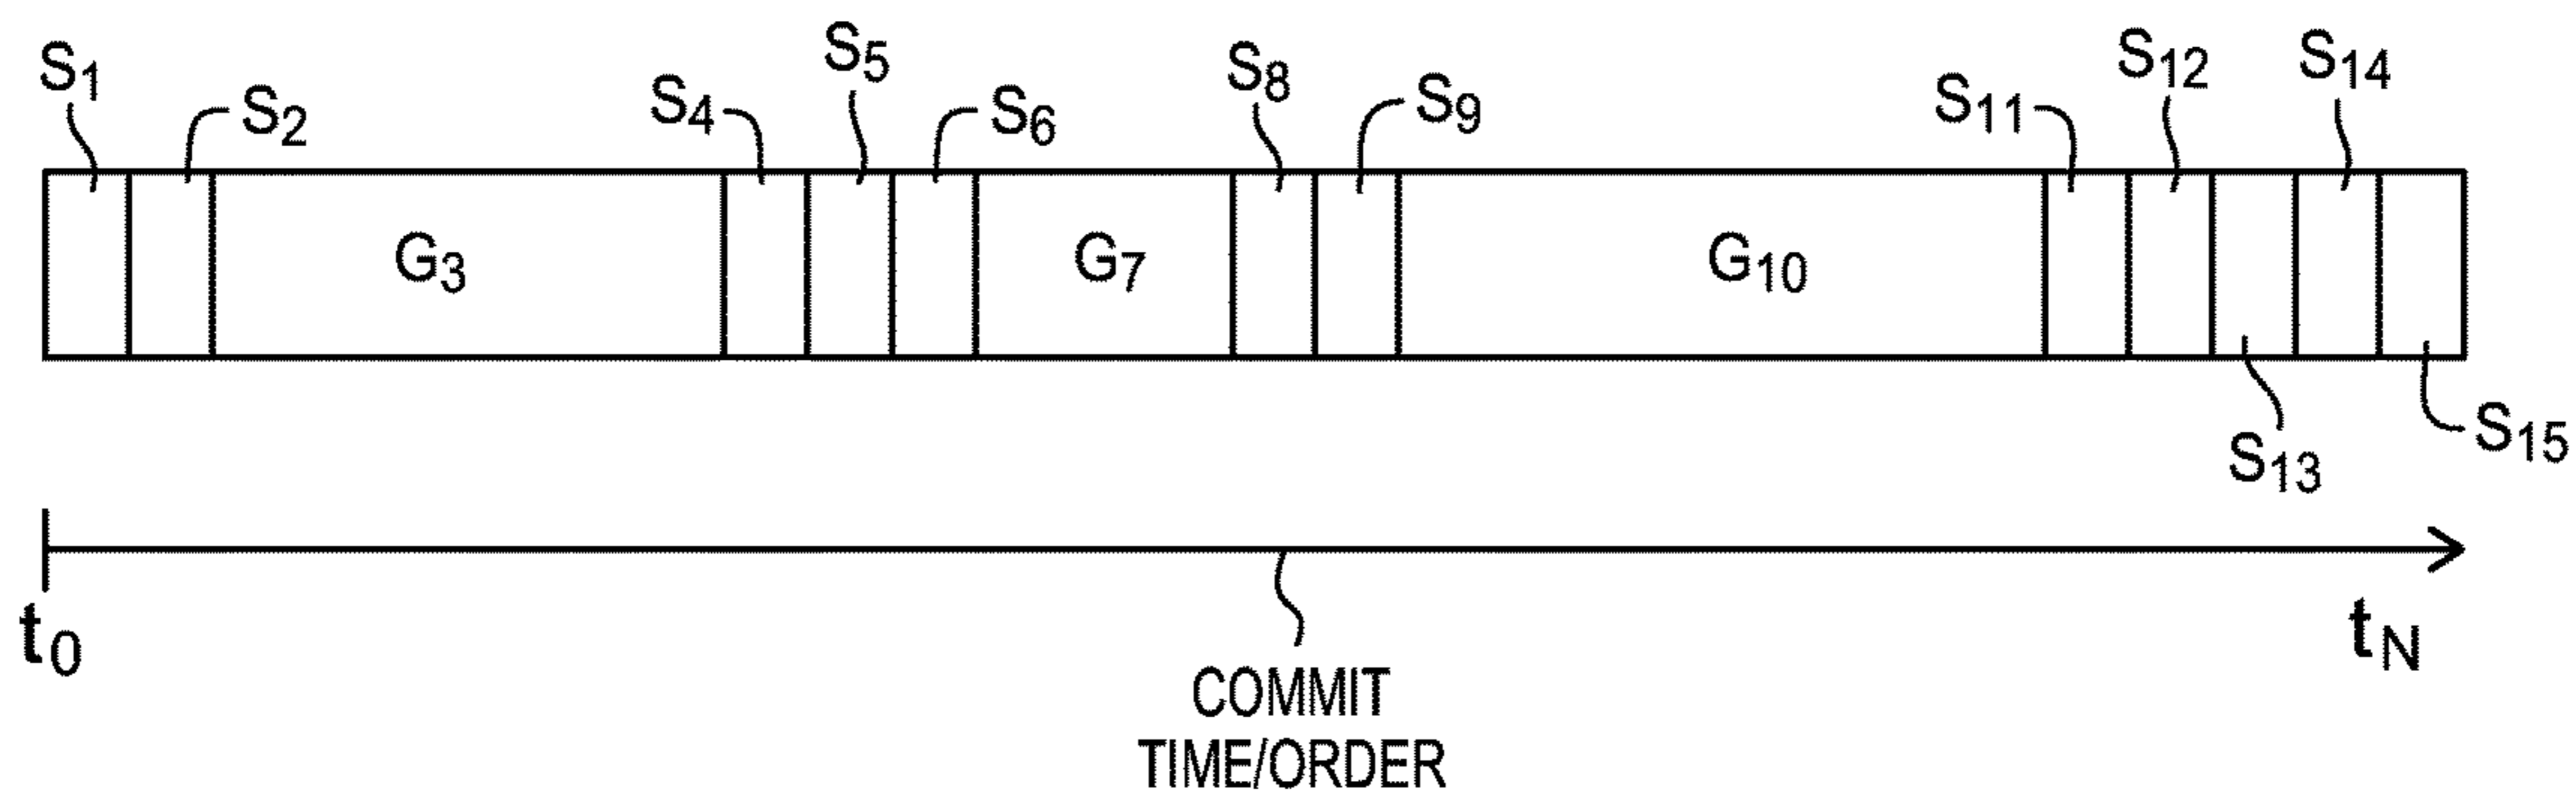 S1
S2
S4
S5
S6
S8
S9
S11
S12
S14
G3
G7
G10
S13
S15
t0
tN
COMMIT
TIME/ORDER